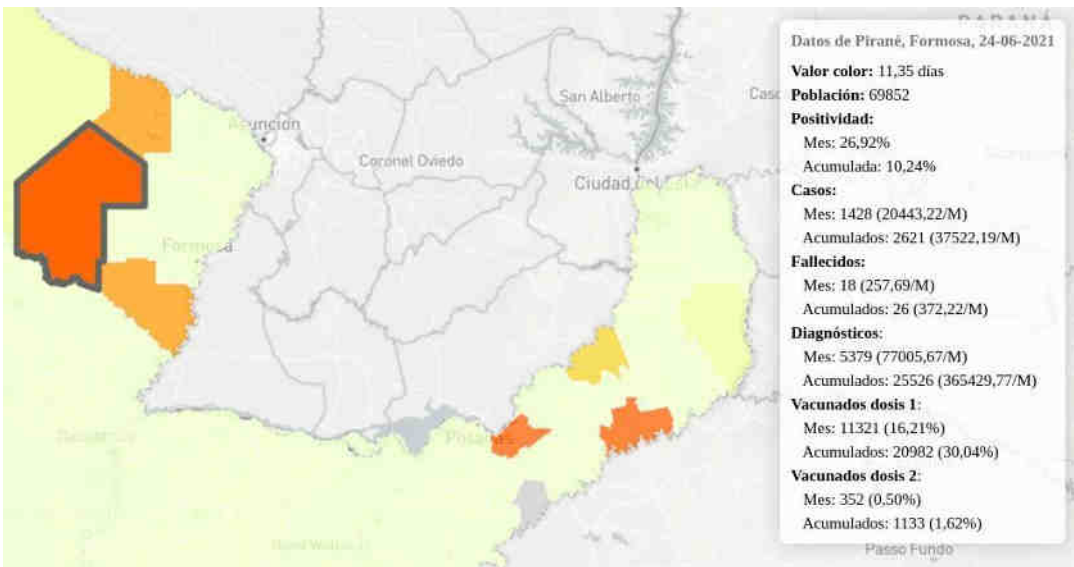 PARANÁ
San Alberto
Asunción
Coronel Oviedo
Ciudad del Este
Formosa
Posadas
Passo Fundo
Datos de Pirané, Formosa, 24-06-2021
Valor color: 11,35 días
Población: 69852
Positividad:
Mes: 26,92%
Acumulada: 10,24%
Casos:
Mes: 1428 (20443,22/M)
Acumulados: 2621 (37522,19/M)
Fallecidos:
Mes: 18 (257,69/M)
Acumulados: 26 (372,22/M)
Diagnósticos:
Mes: 5379 (77005,67/M)
Acumulados: 25526 (365429,77/M)
Vacunados dosis 1:
Mes: 11321 (16,21%)
Acumulados: 20982 (30,04%)
Vacunados dosis 2:
Mes: 352 (0,50%)
Acumulados: 1133 (1,62%)